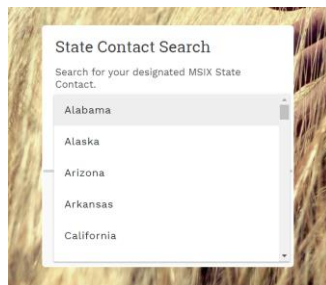 State Contact Search
Search for your designated MSIX State
Contact.
Alabama
Alaska
Arizona
Arkansas
California